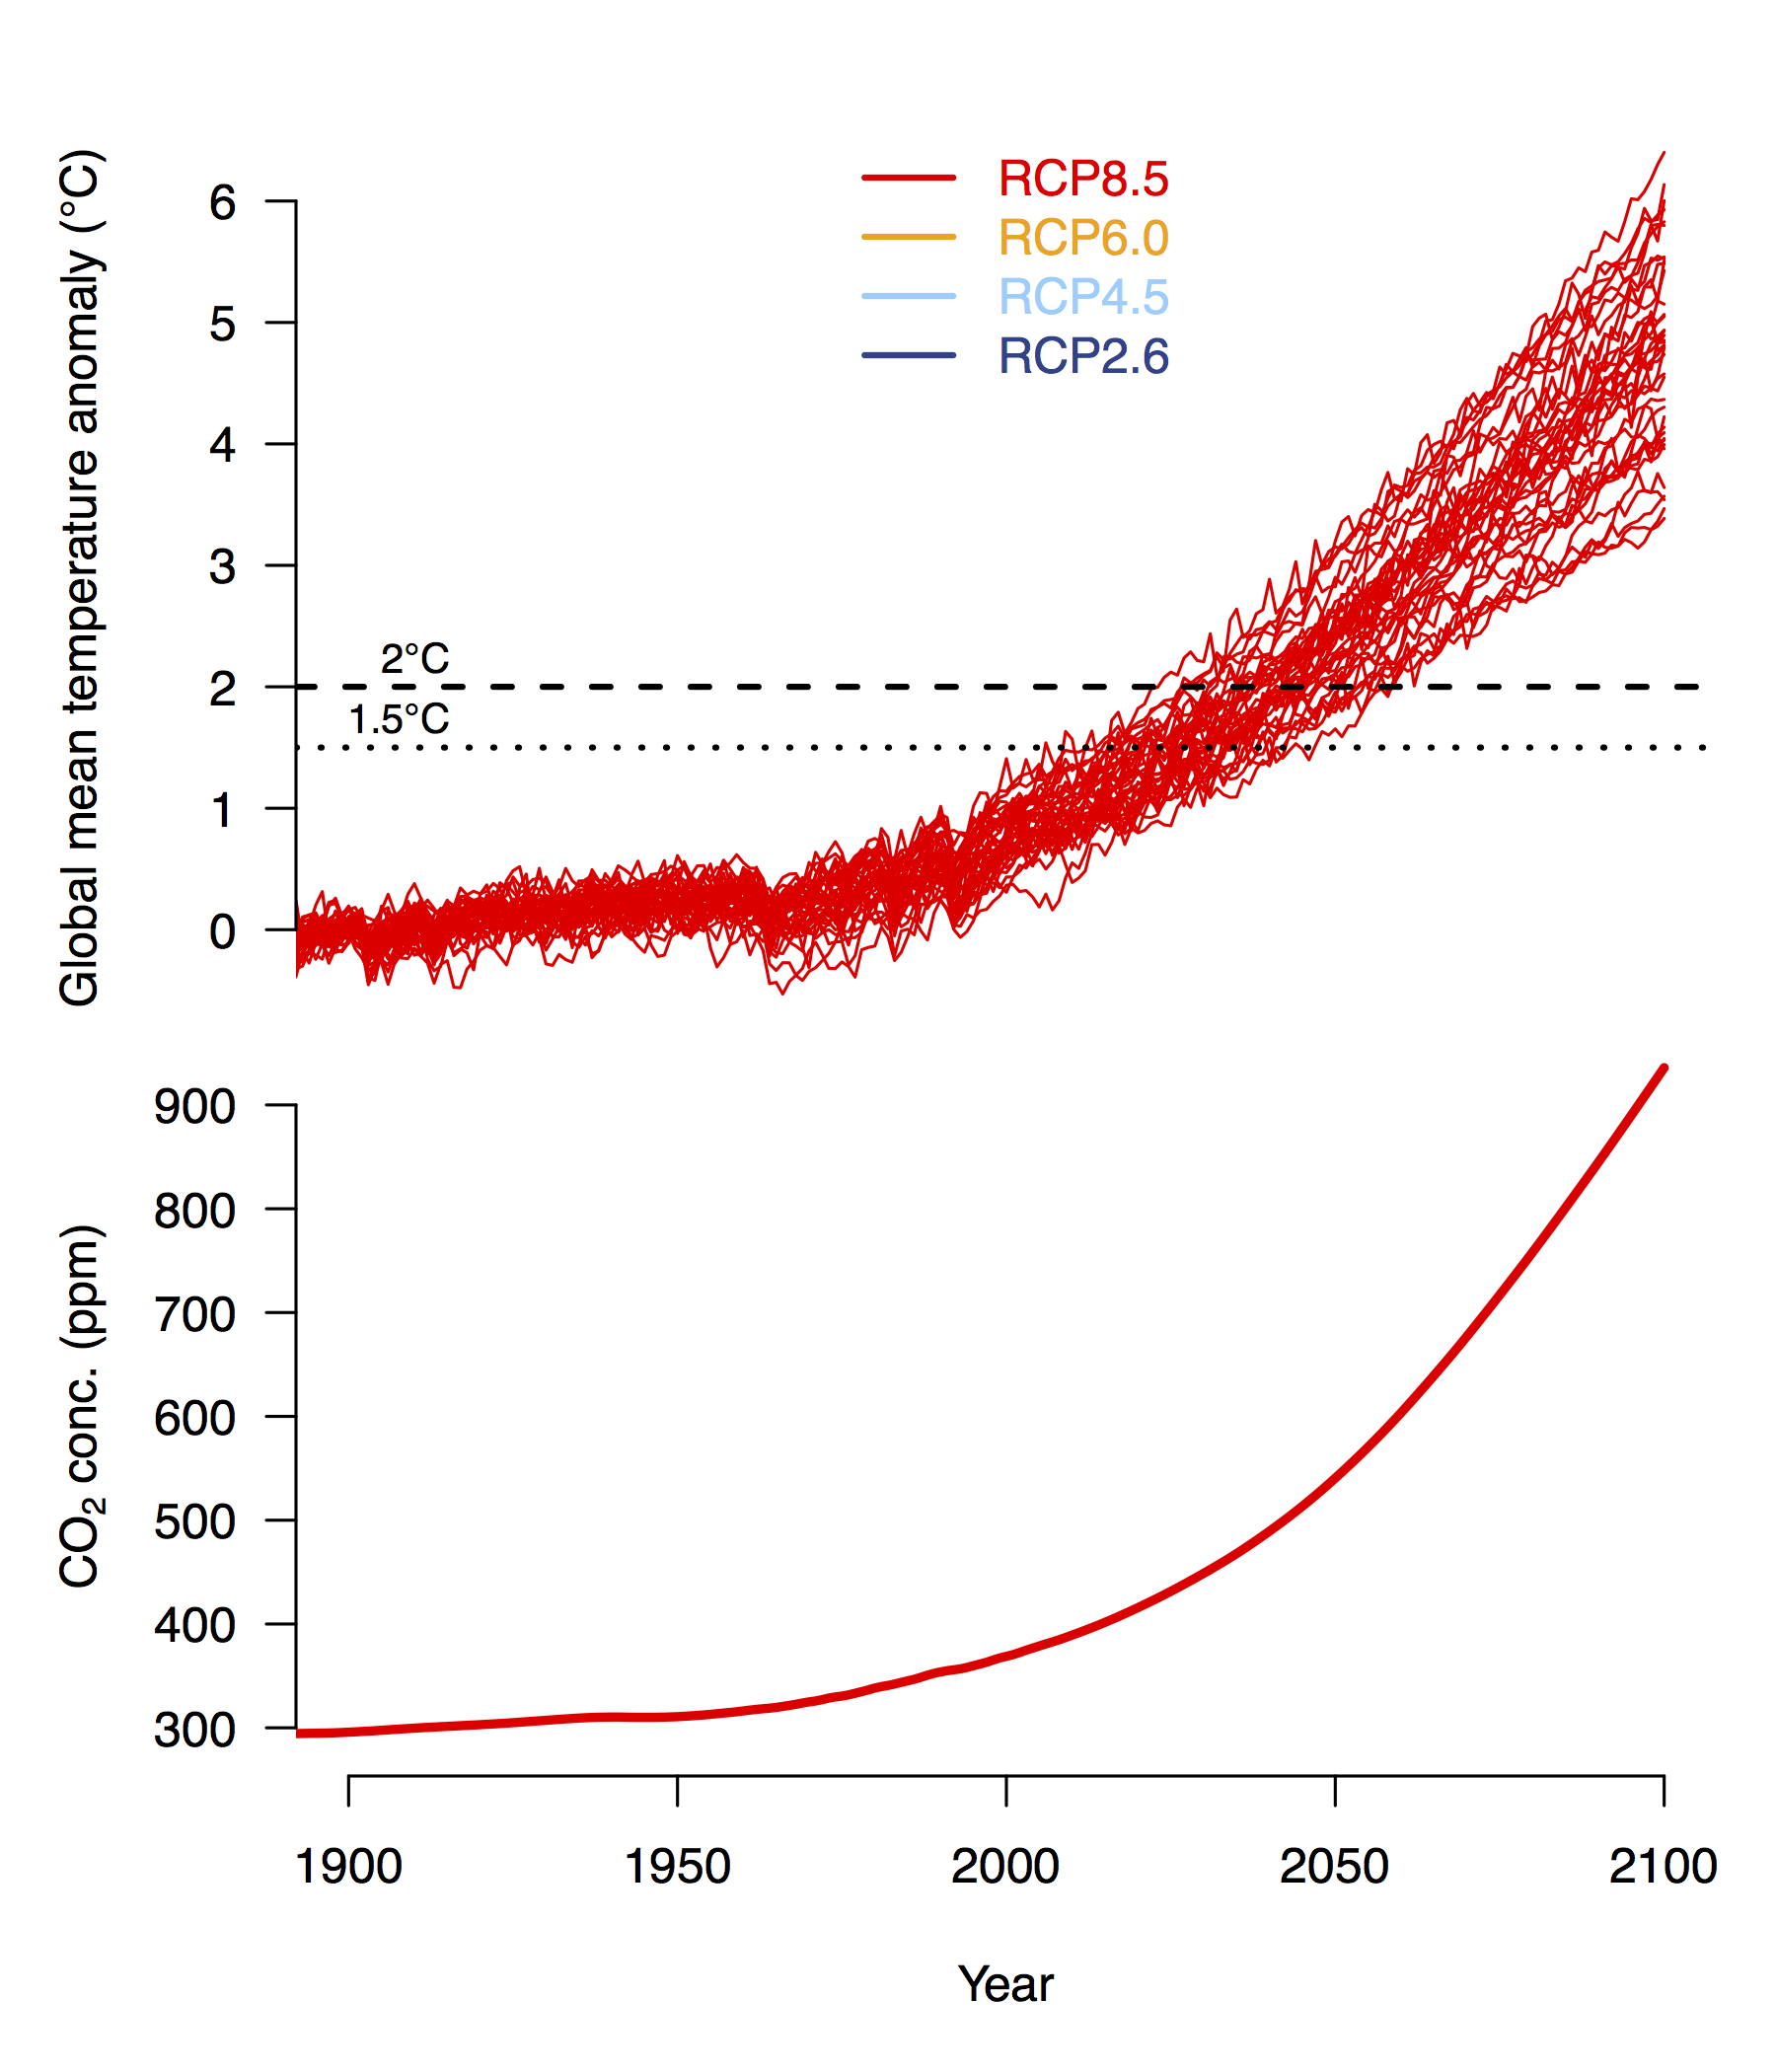 Global mean temperature anomaly (°C)
6
5
4
3
2
1
0
2°C
1.5°C
RCP8.5
RCP6.0
RCP4.5
RCP2.6
CO₂ conc. (ppm)
900
800
700
600
500
400
300
1900 1950 2000 2050 2100
Year